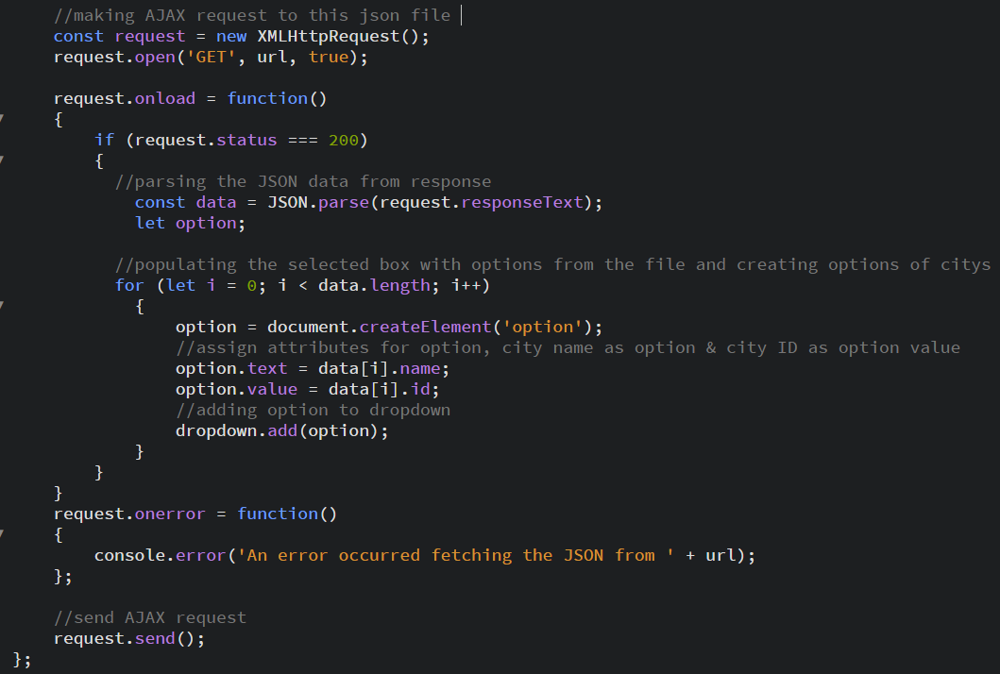 //making AJAX request to this json file
const request = new XMLHttpRequest();
request.open('GET', url, true);
request.onload = function()
{
if (request.status === 200)
{
//parsing the JSON data from response
const data = JSON.parse(request.responseText);
let option;
//populating the selected box with options from the file and creating options of citys
for (let i = 0; i < data.length; i++)
{
option = document.createElement('option');
//assign attributes for option, city name as option & city ID as option value
option.text = data[i].name;
option.value = data[i].id;
//adding option to dropdown
dropdown.add(option);
}
}
}
request.onerror = function()
{
console.error('An error occurred fetching the JSON from ' + url);
};
//send AJAX request
request.send();
};